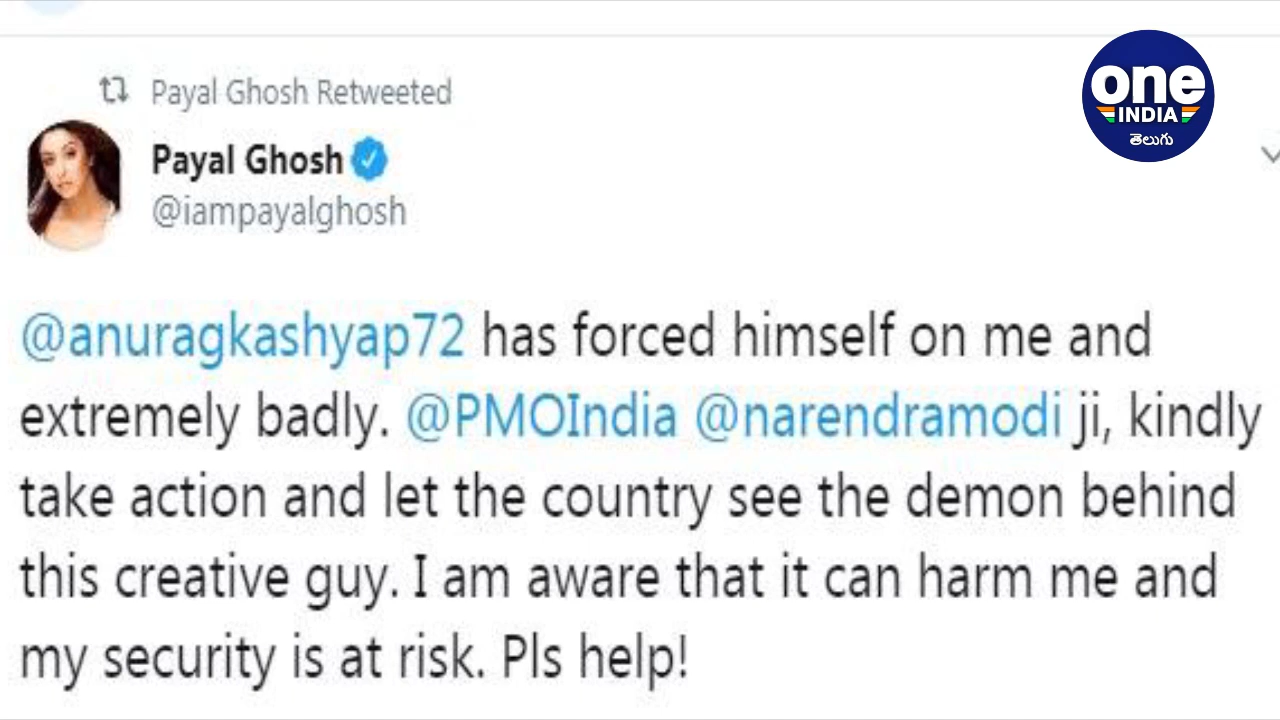 Payal Ghosh Retweeted
one
INDIA
తెలుగు
Payal Ghosh
@iampayalghosh
@anuragkashyap72 has forced himself on me and
extremely badly. @PMOIndia @narendramodi ji, kindly
take action and let the country see the demon behind
this creative guy. I am aware that it can harm me and
my security is at risk. Pls help!